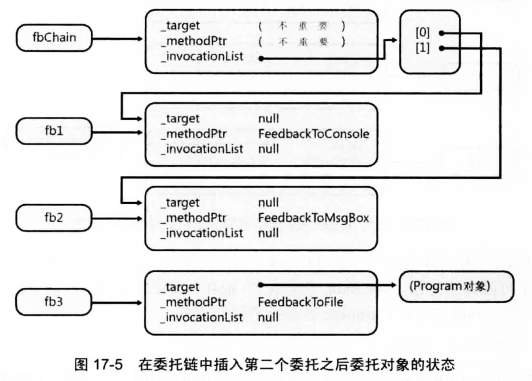 fbChain
_target ( 不 重 要 )
_methodPtr ( 不 重 要 )
_invocationList
[0]
[1]
fb1
_target null
_methodPtr FeedbackToConsole
_invocationList null
fb2
_target null
_methodPtr FeedbackToMsgBox
_invocationList null
fb3
_target
_methodPtr FeedbackToFile
_invocationList null
(Program对象)
图 17-5 在委托链中插入第二个委托之后委托对象的状态